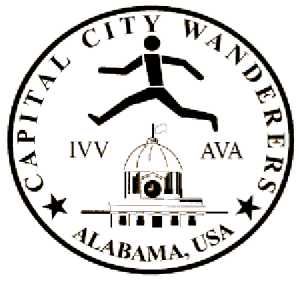 CAPITAL CITY WANDERERS
IVV AVA
ALABAMA, USA